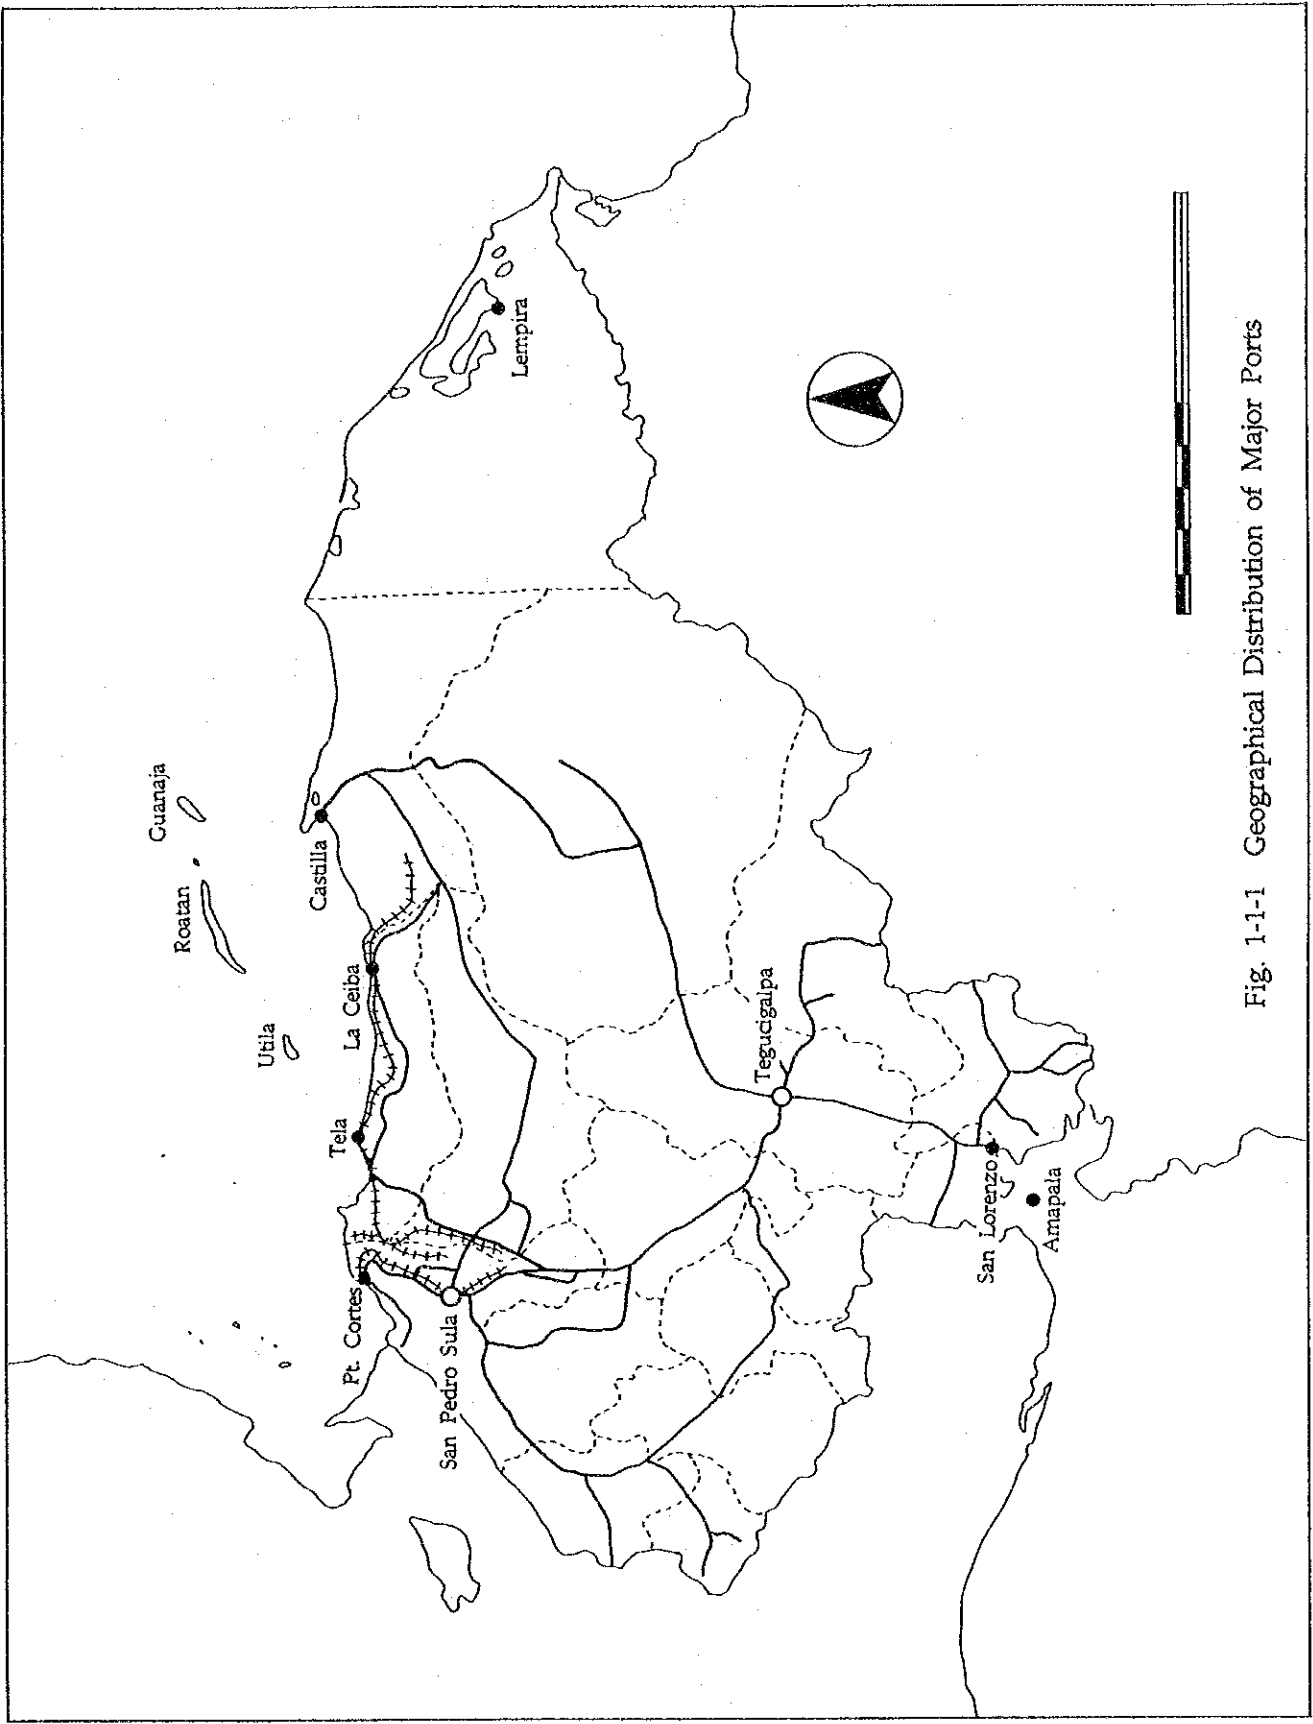 Guanaja
Roatan
Utila
Castilla
La Ceiba
Tela
Pt. Cortes
San Pedro Sula
Lempira
Tegucigalpa
San Lorenzo
Amapala
Fig. 1-1-1 Geographical Distribution of Major Ports